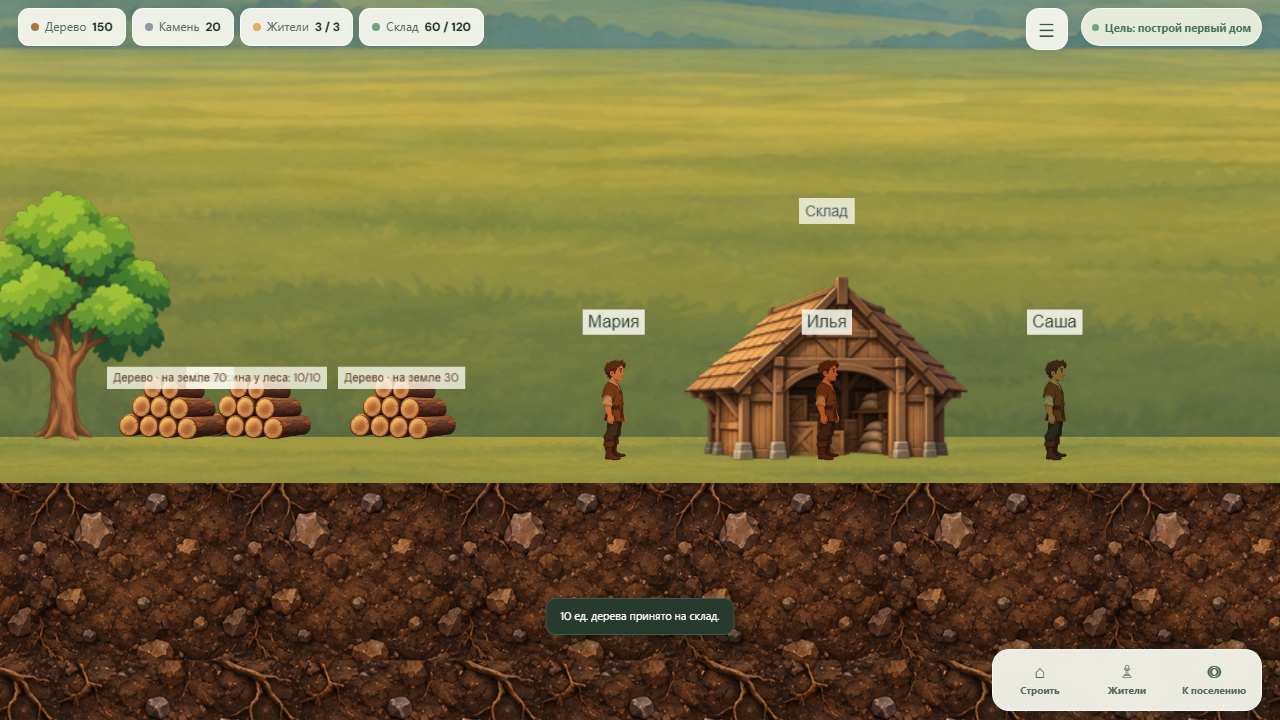 Дерево 150
Камень 20
Жители 3 / 3
Склад 60 / 120
☰
Цель: построй первый дом
Склад
Мария
Илья
Саша
Дерево · на земле 70
ина у леса: 10/10
Дерево · на земле 30
10 ед. дерева принято на склад.
Строить
Жители
К поселению